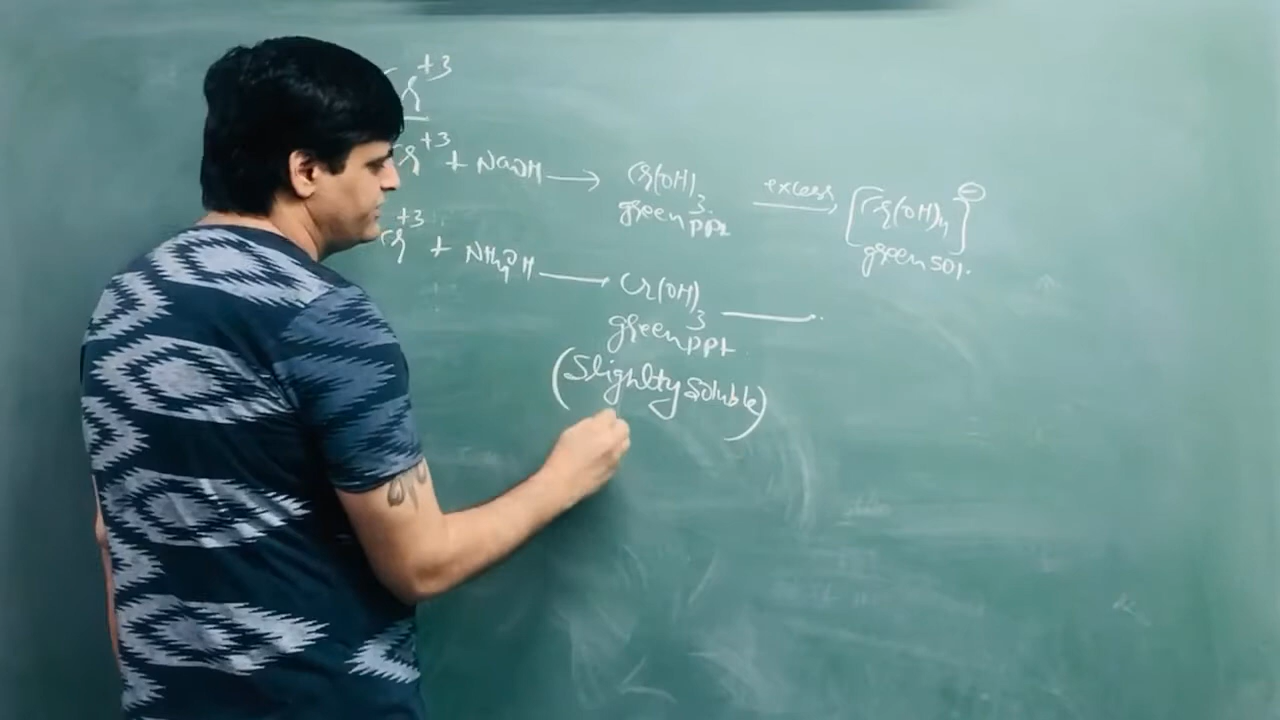 Cr+3
Cr+3 + NaOH → Cr(OH)3 excess → [Cr(OH)4]⊖
green ppt green sol.
Cr+3 + NH4OH → Cr(OH)3
green ppt
(Slighlty soluble)